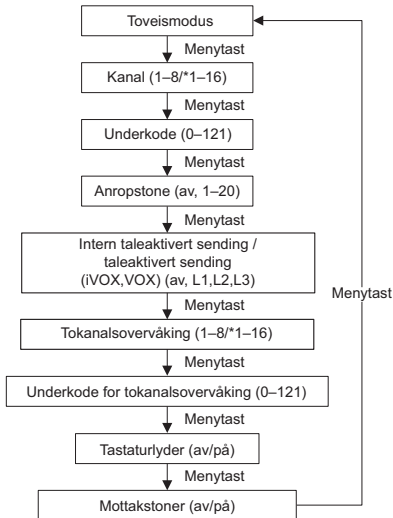 Toveismodus
Menytast
Kanal (1–8/*1–16)
Menytast
Underkode (0–121)
Menytast
Anropstone (av, 1–20)
Menytast
Intern taleaktivert sending /
taleaktivert sending
(iVOX,VOX) (av, L1,L2,L3)
Menytast
Menytast
Tokanalsovervåking (1–8/*1–16)
Menytast
Underkode for tokanalsovervåking (0–121)
Menytast
Tastaturlyder (av/på)
Menytast
Mottakstoner (av/på)